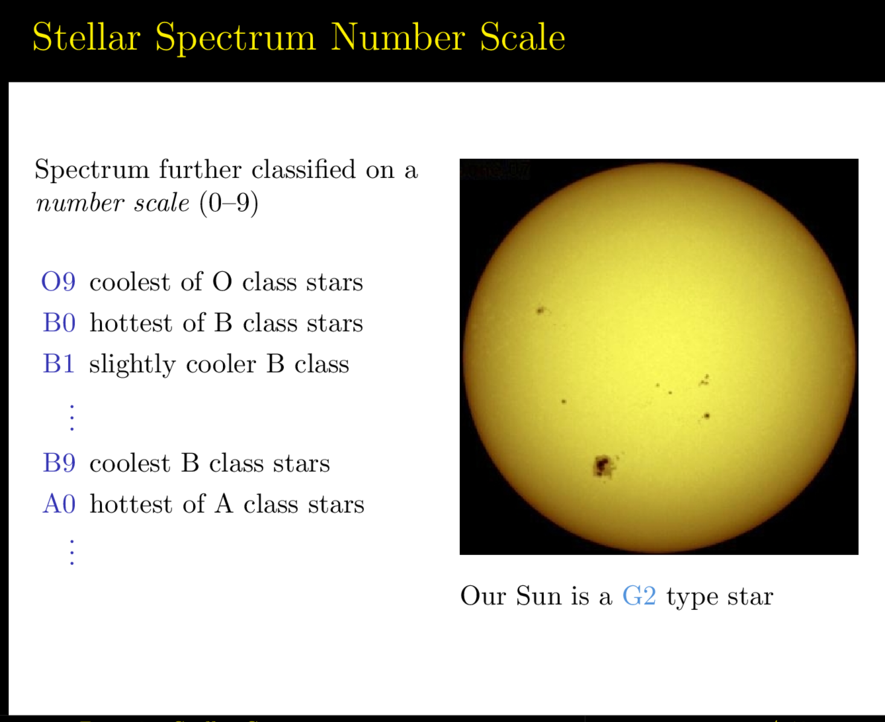 Stellar Spectrum Number Scale
Spectrum further classified on a
number scale (0–9)
O9 coolest of O class stars
B0 hottest of B class stars
B1 slightly cooler B class
⋮
B9 coolest B class stars
A0 hottest of A class stars
⋮
Our Sun is a G2 type star